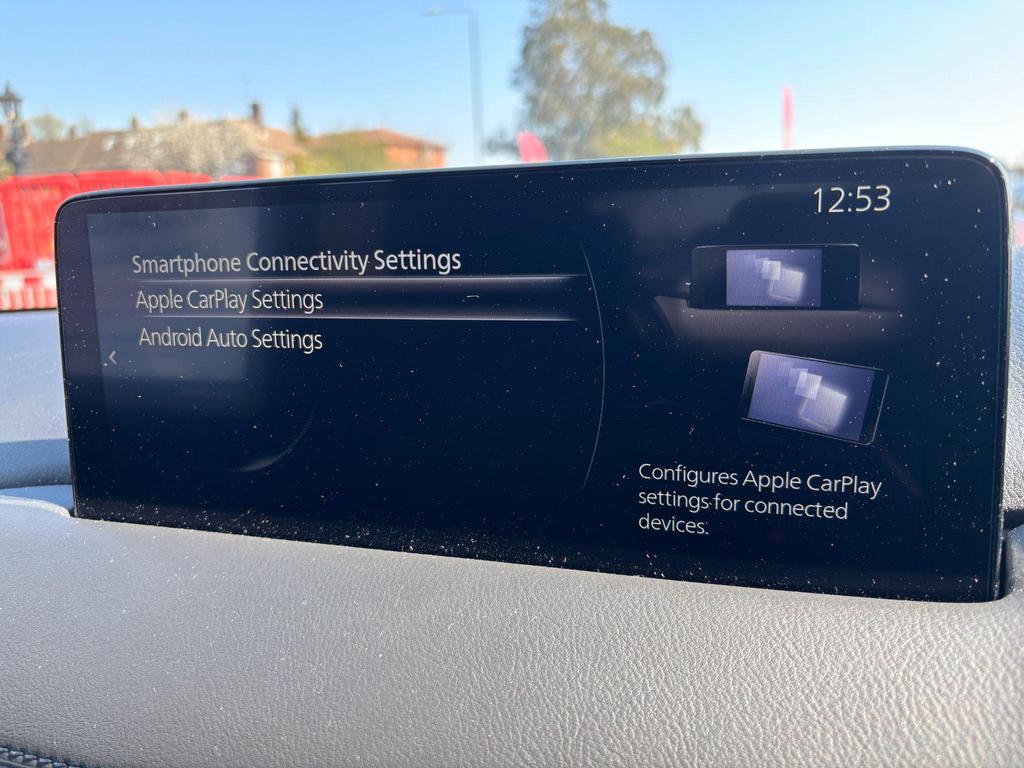 12:53
Smartphone Connectivity Settings
Apple CarPlay Settings
Android Auto Settings
Configures Apple CarPlay
settings for connected
devices.